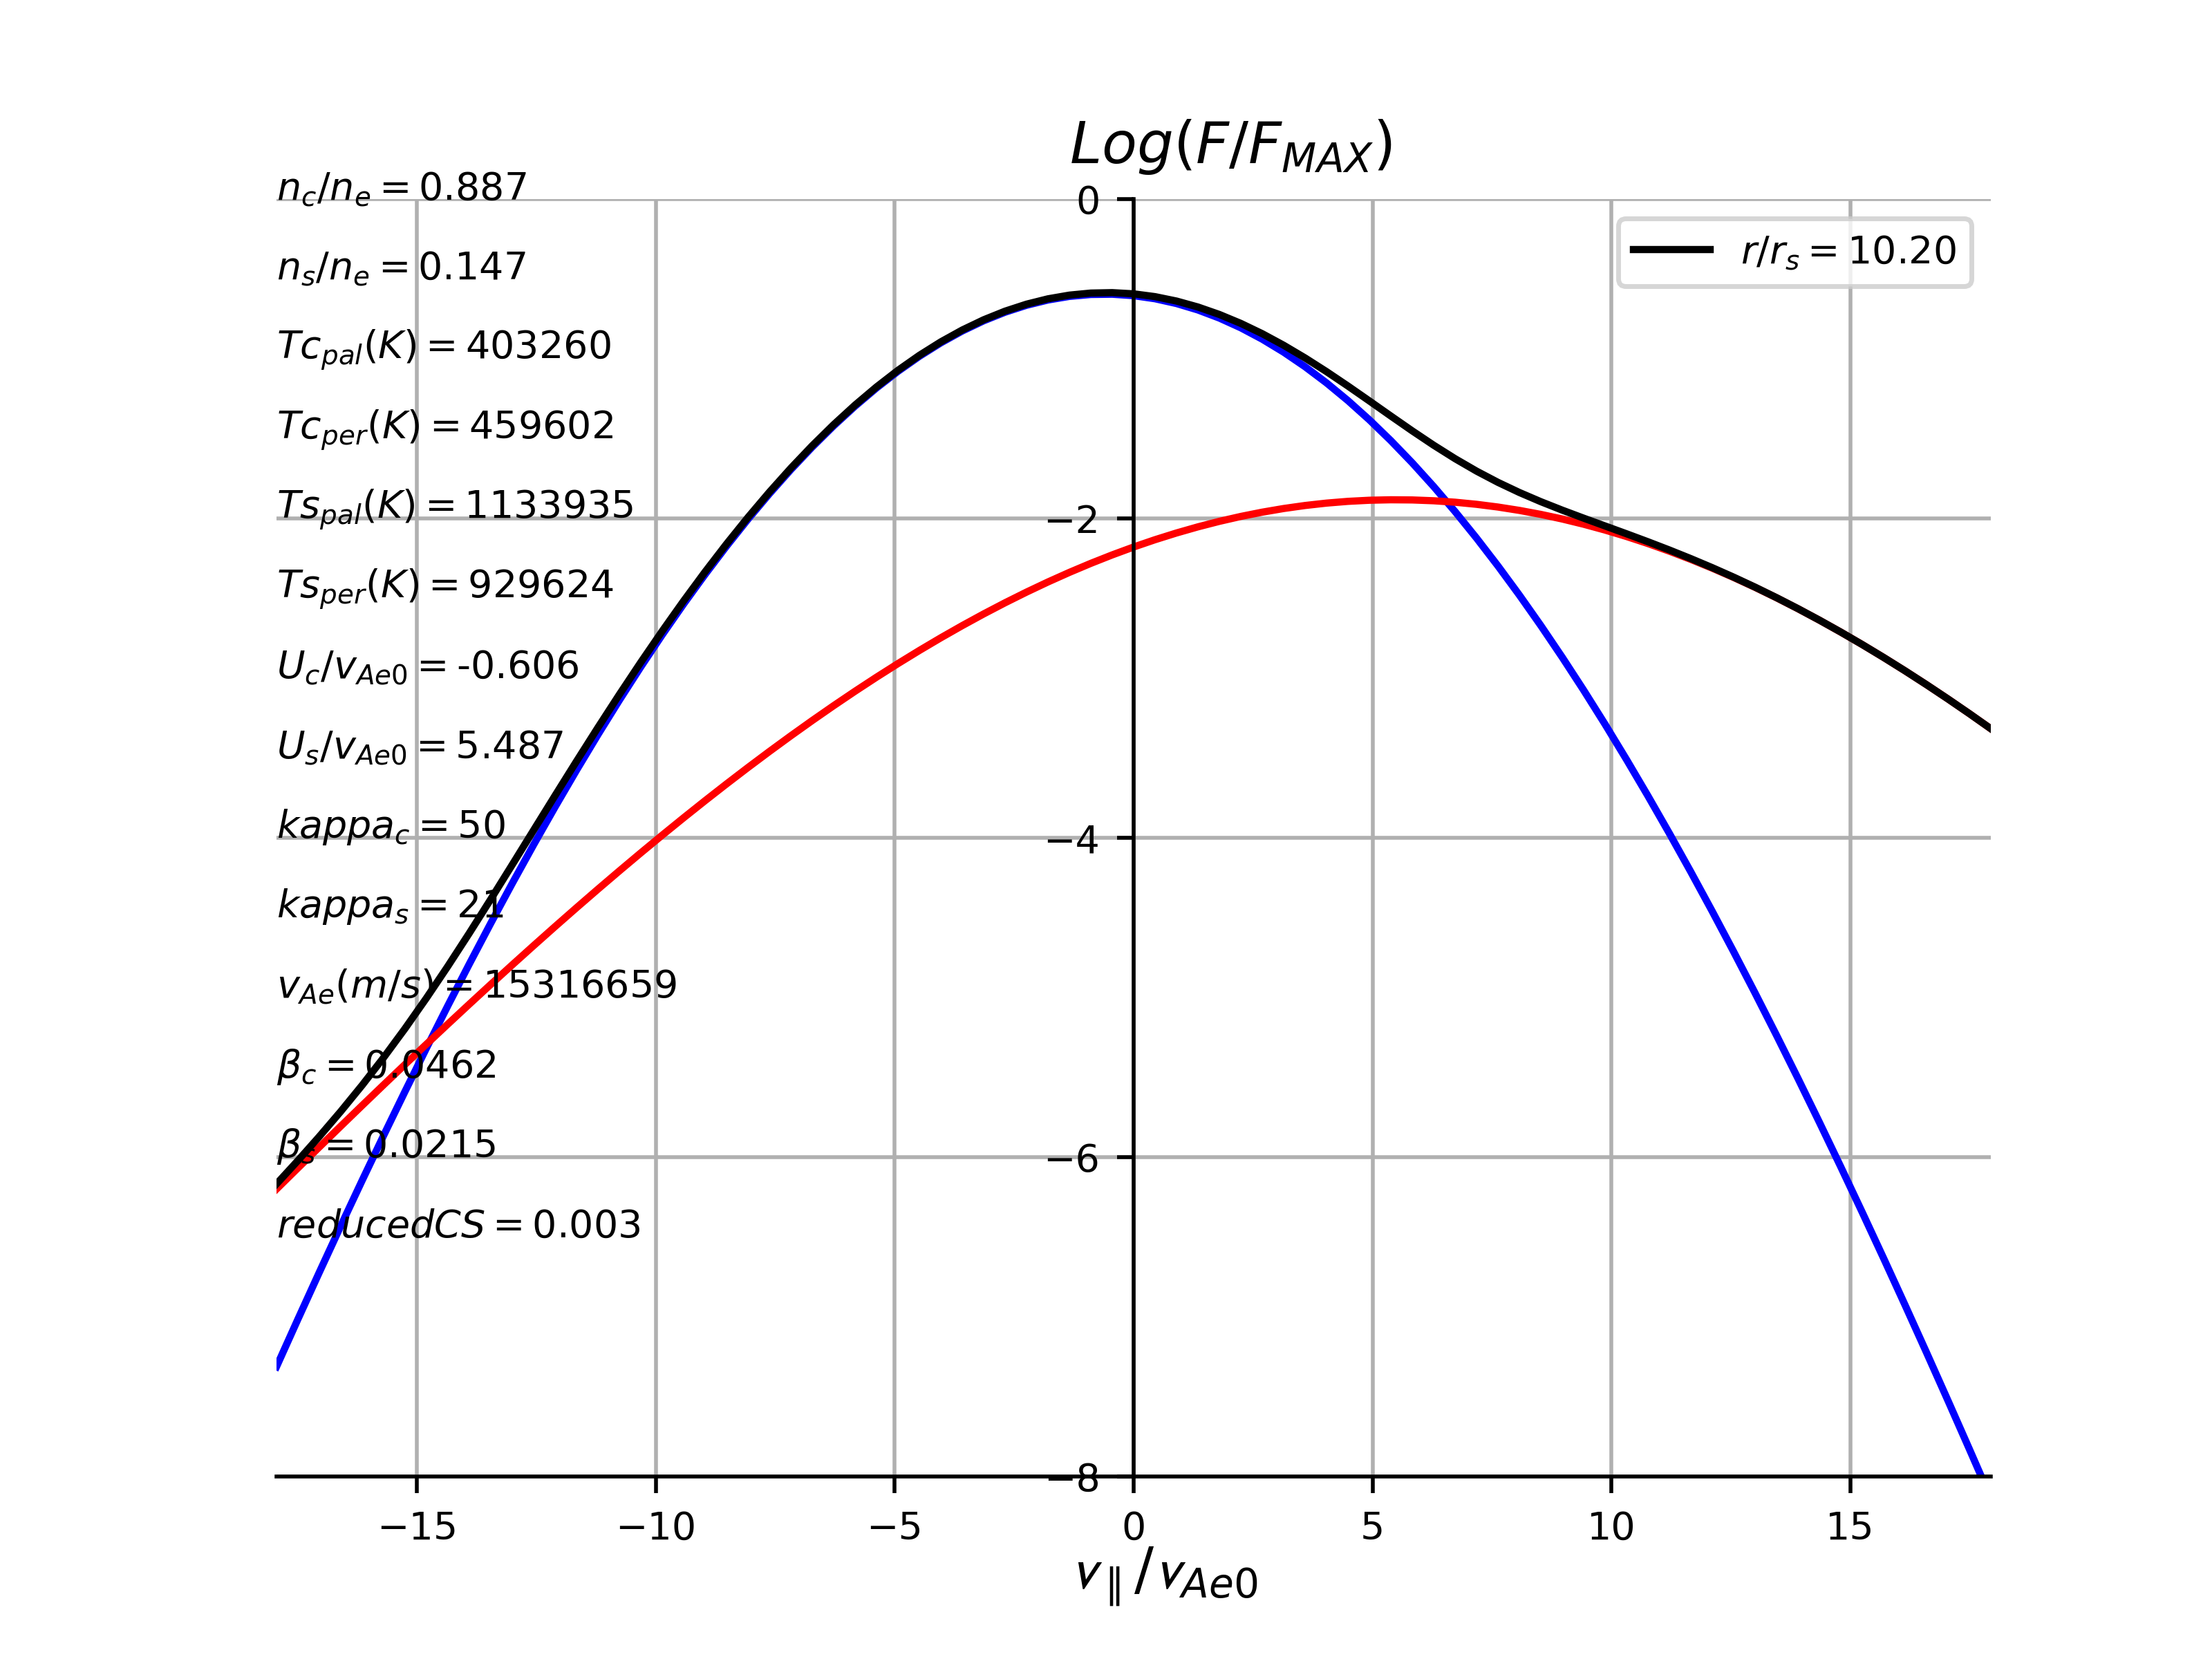 Log(F/F_MAX)
n_c/n_e = 0.887
n_s/n_e = 0.147
Tc_pal(K) = 403260
Tc_per(K) = 459602
Ts_pal(K) = 1133935
Ts_per(K) = 929624
U_c/v_Ae0 = -0.606
U_s/v_Ae0 = 5.487
kappa_c = 50
kappa_s = 21
v_Ae(m/s) = 15316659
β_c = 0.0462
β_s = 0.0215
reducedCS = 0.003
r/r_s = 10.20
0
−2
−4
−6
−8
−15 −10 −5 0 5 10 15
v_∥/v_Ae0